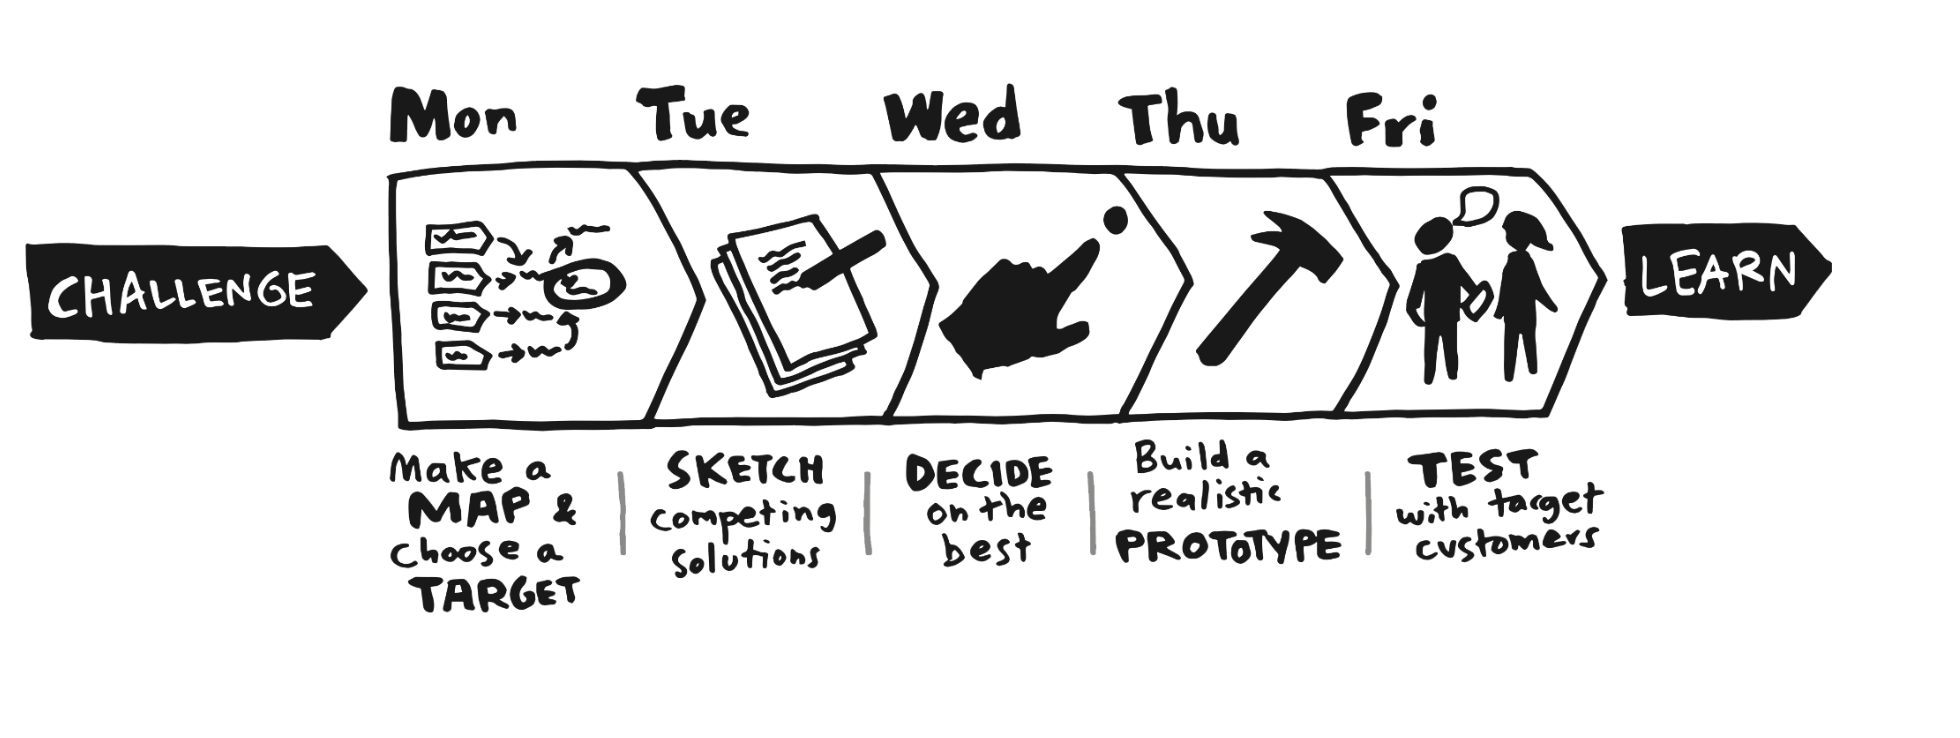 Mon
Tue
Wed
Thu
Fri
CHALLENGE
LEARN
Make a
MAP &
choose a
TARGET
SKETCH
competing
solutions
DECIDE
on the
best
Build a
realistic
PROTOTYPE
TEST
with target
customers